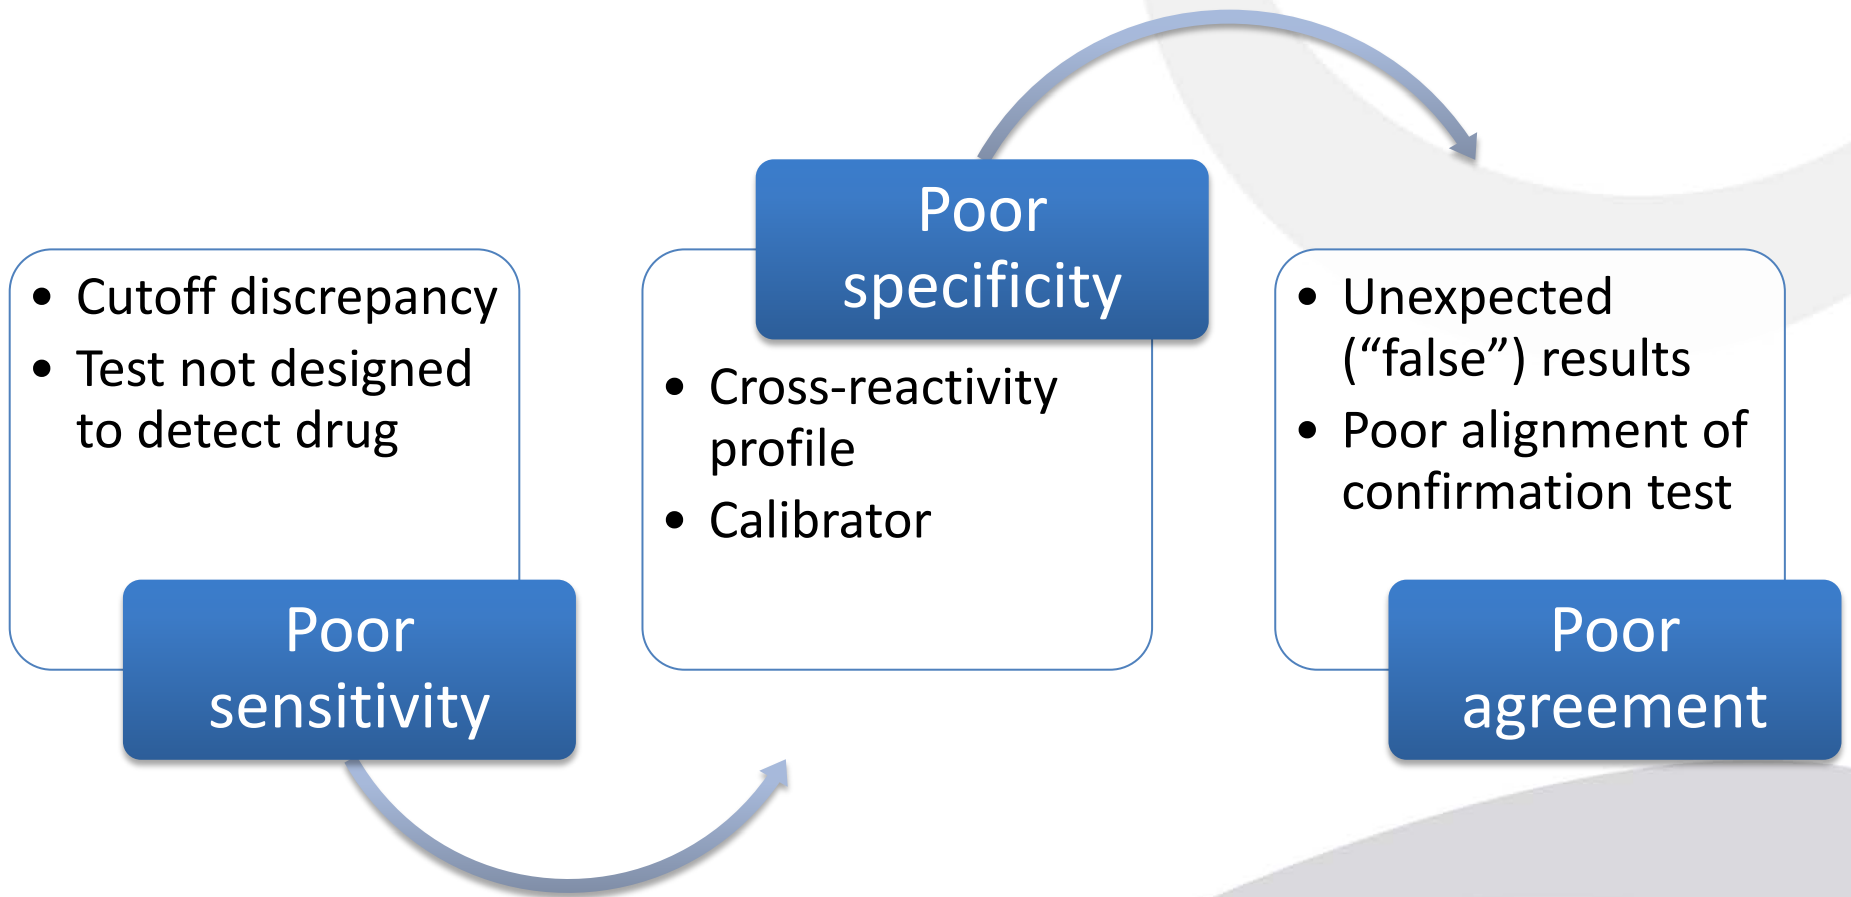 • Cutoff discrepancy
• Test not designed
to detect drug
Poor
sensitivity
Poor
specificity
• Cross-reactivity
profile
• Calibrator
• Unexpected
(“false”) results
• Poor alignment of
confirmation test
Poor
agreement